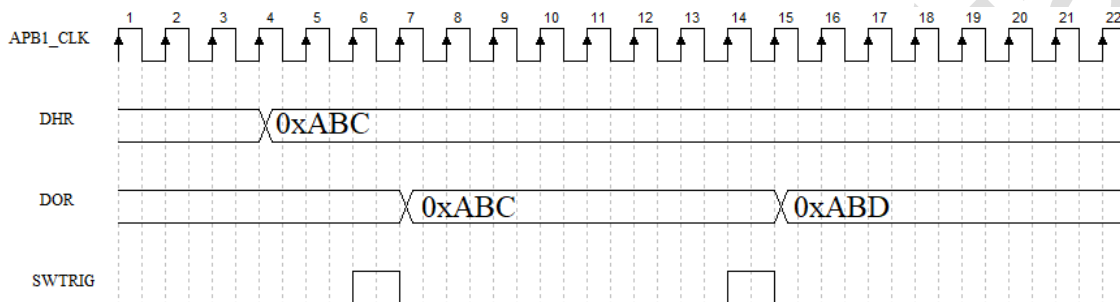 1 2 3 4 5 6 7 8 9 10 11 12 13 14 15 16 17 18 19 20 21 22
APB1_CLK
DHR 0xABC
DOR 0xABC 0xABD
SWTRIG